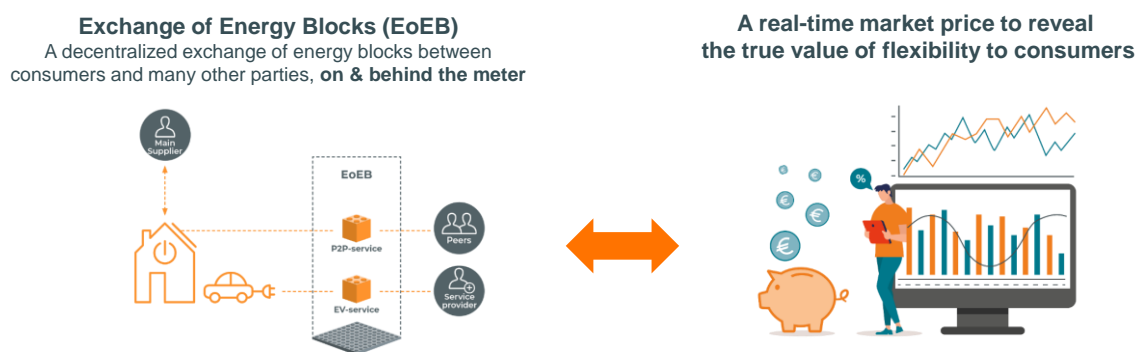 Exchange of Energy Blocks (EoEB)
A decentralized exchange of energy blocks between
consumers and many other parties, on & behind the meter
Main
Supplier
EoEB
P2P-service
Peers
EV-service
Service
provider
A real-time market price to reveal
the true value of flexibility to consumers
%
€
€
€
€
€